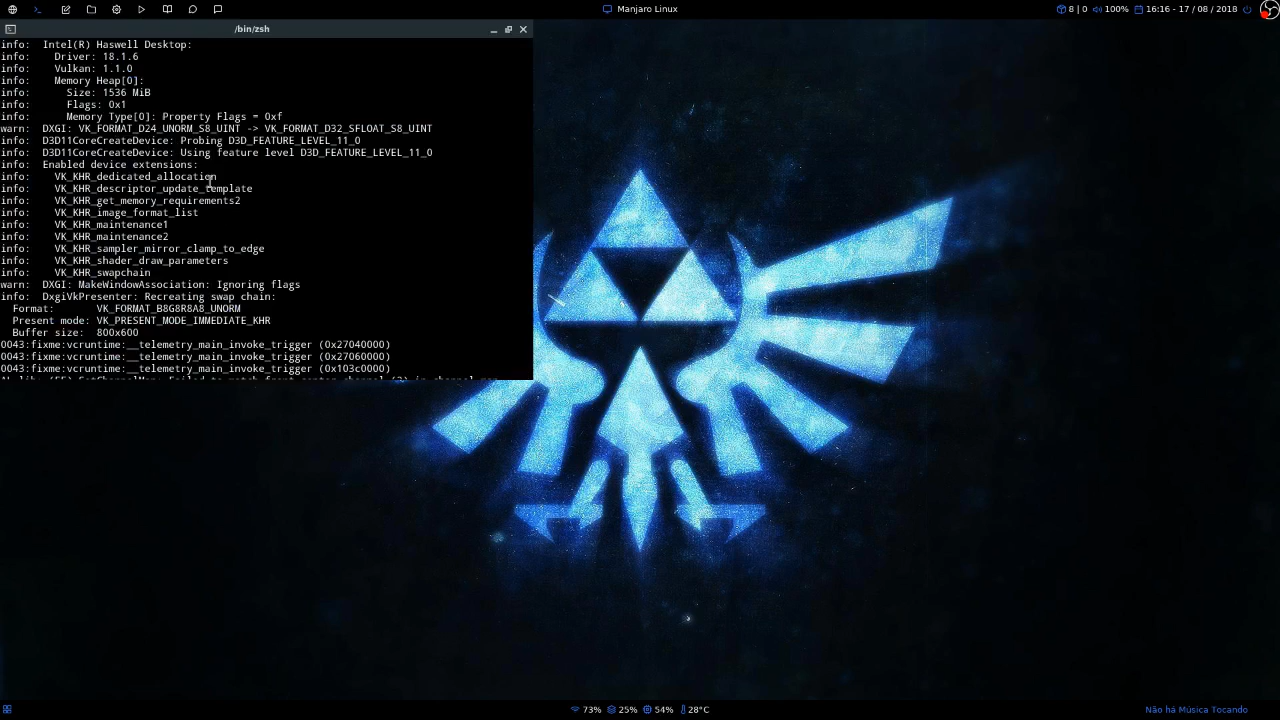 Manjaro Linux
8 | 0
100%
16:16 - 17 / 08 / 2018
/bin/zsh
info:  Intel(R) Haswell Desktop:
info:    Driver: 18.1.6
info:    Vulkan: 1.1.0
info:    Memory Heap[0]:
info:      Size: 1536 MiB
info:      Flags: 0x1
info:      Memory Type[0]: Property Flags = 0xf
warn:  DXGI: VK_FORMAT_D24_UNORM_S8_UINT -> VK_FORMAT_D32_SFLOAT_S8_UINT
info:  D3D11CoreCreateDevice: Probing D3D_FEATURE_LEVEL_11_0
info:  D3D11CoreCreateDevice: Using feature level D3D_FEATURE_LEVEL_11_0
info:  Enabled device extensions:
info:    VK_KHR_dedicated_allocation
info:    VK_KHR_descriptor_update_template
info:    VK_KHR_get_memory_requirements2
info:    VK_KHR_image_format_list
info:    VK_KHR_maintenance1
info:    VK_KHR_maintenance2
info:    VK_KHR_sampler_mirror_clamp_to_edge
info:    VK_KHR_shader_draw_parameters
info:    VK_KHR_swapchain
warn:  DXGI: MakeWindowAssociation: Ignoring flags
info:  DxgiVkPresenter: Recreating swap chain:
  Format:       VK_FORMAT_B8G8R8A8_UNORM
  Present mode: VK_PRESENT_MODE_IMMEDIATE_KHR
  Buffer size:  800x600
0043:fixme:vcruntime:__telemetry_main_invoke_trigger (0x27040000)
0043:fixme:vcruntime:__telemetry_main_invoke_trigger (0x27060000)
0043:fixme:vcruntime:__telemetry_main_invoke_trigger (0x103c0000)
73%
25%
54%
28°C
Não há Música Tocando